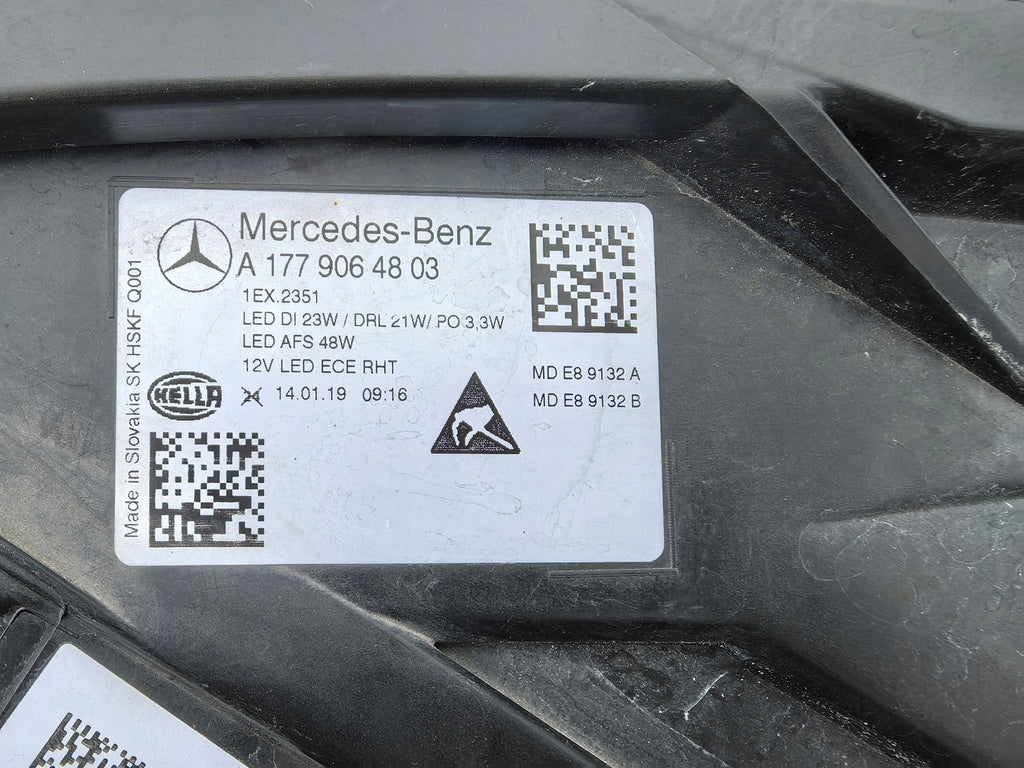 Mercedes-Benz
A 177 906 48 03
1EX.2351
LED DI 23W / DRL 21W/ PO 3,3W
LED AFS 48W
12V LED ECE RHT
HELLA
14.01.19 09:16
MD E8 9132 A
MD E8 9132 B
Made in Slovakia SK HSKF Q001